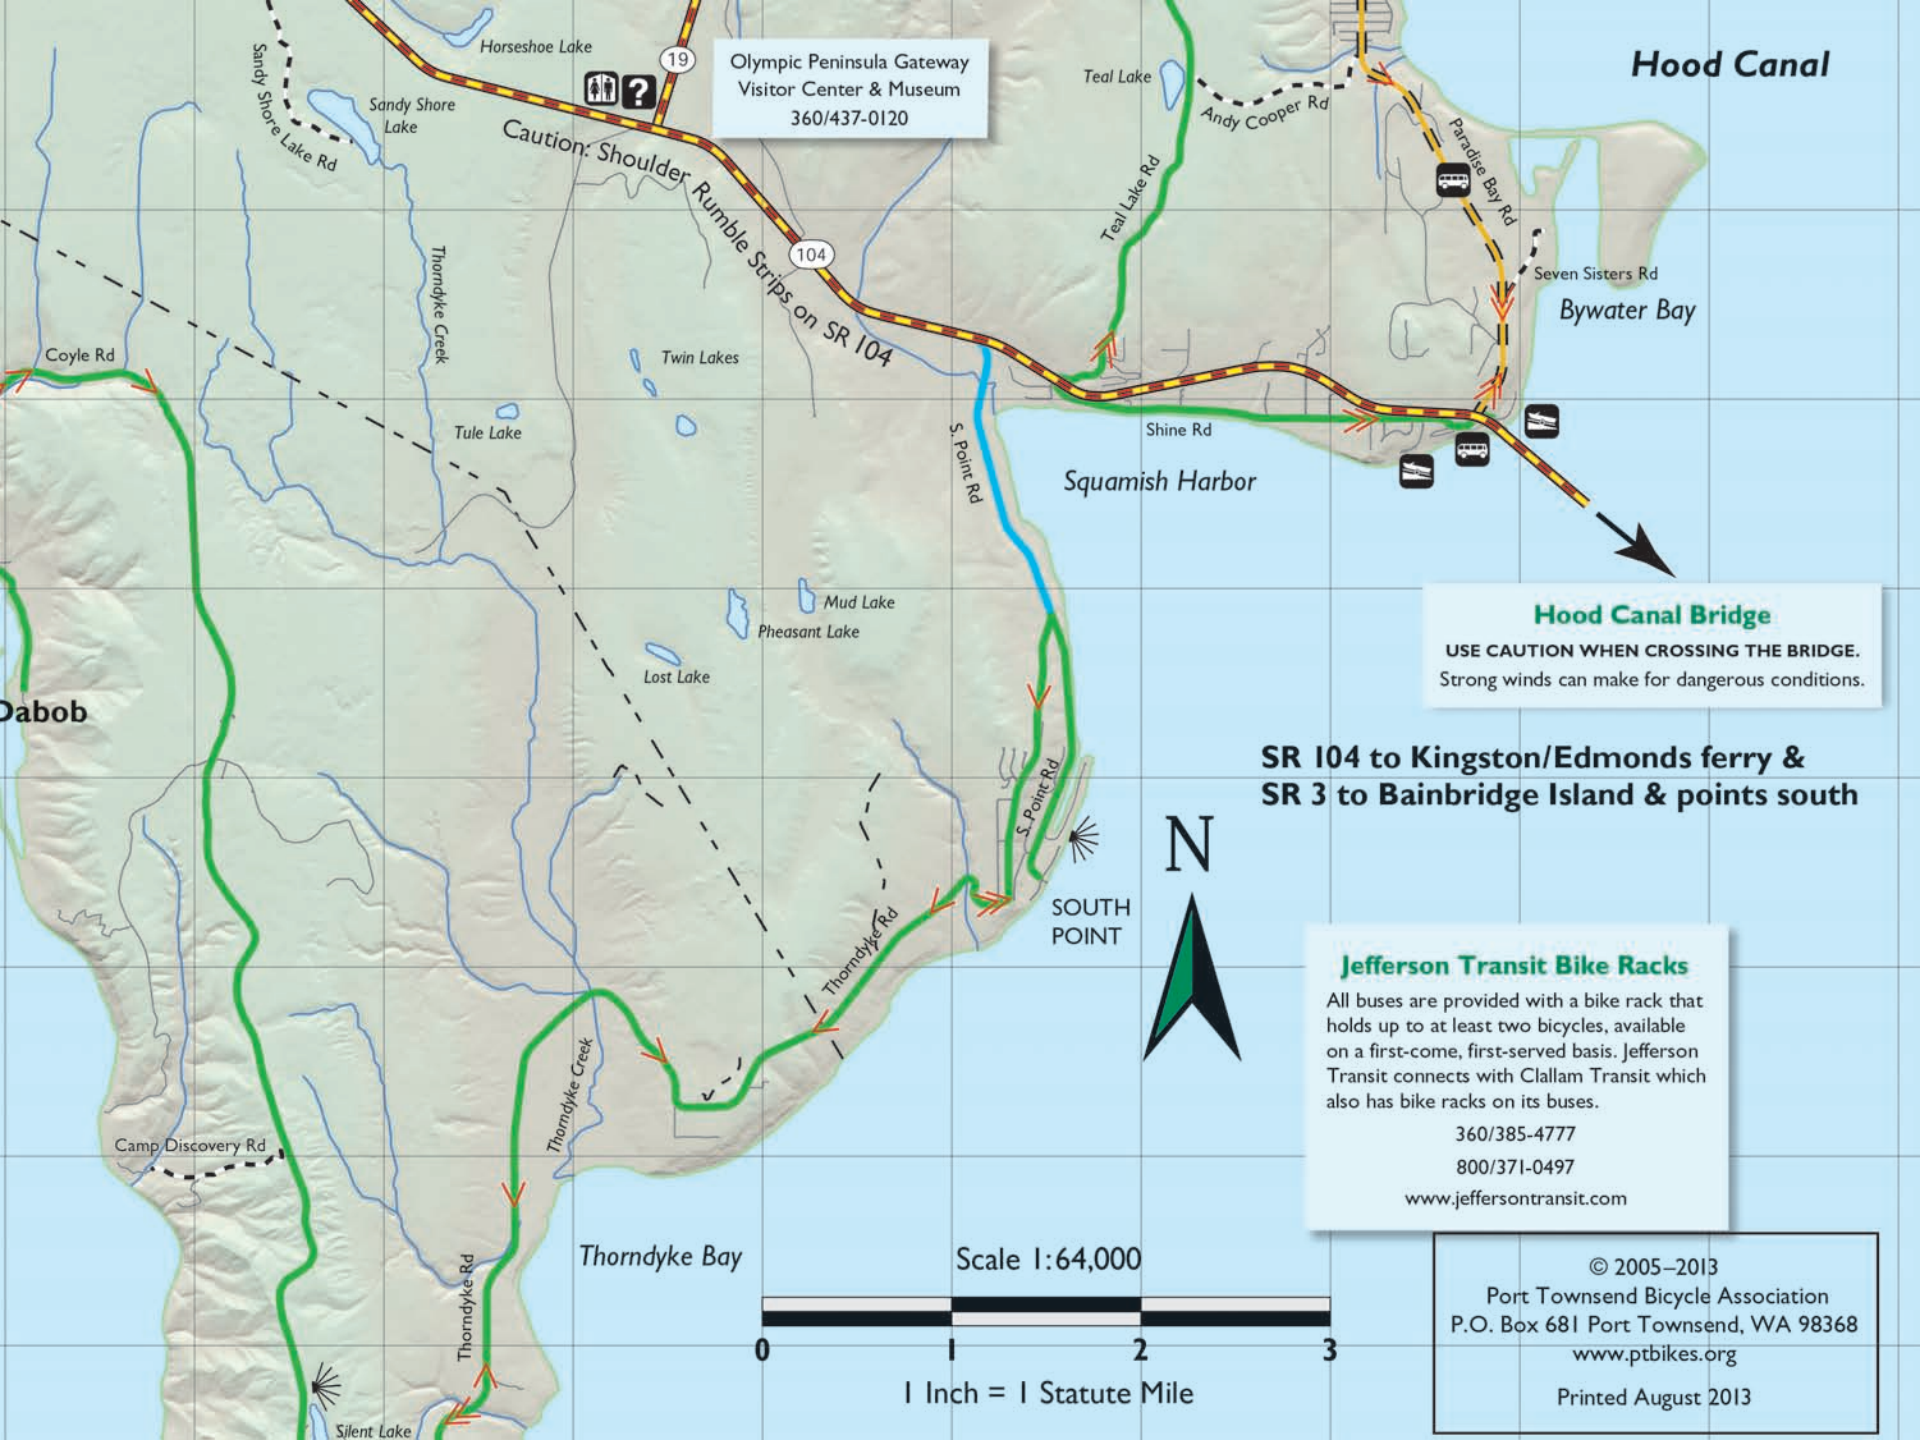 Horseshoe Lake
19
?
Olympic Peninsula Gateway
Visitor Center & Museum
360/437-0120
Teal Lake
Andy Cooper Rd
Hood Canal
Sandy Shore Lake Rd
Sandy Shore
Lake
Caution: Shoulder Rumble Strips on SR 104
Paradise Bay Rd
Teal Lake Rd
104
Seven Sisters Rd
Bywater Bay
Thorndyke Creek
Coyle Rd
Twin Lakes
Tule Lake
S. Point Rd
Shine Rd
Squamish Harbor
Mud Lake
Pheasant Lake
Lost Lake
Hood Canal Bridge
USE CAUTION WHEN CROSSING THE BRIDGE.
Strong winds can make for dangerous conditions.
Dabob
SR 104 to Kingston/Edmonds ferry &
SR 3 to Bainbridge Island & points south
S. Point Rd
N
SOUTH
POINT
Thorndyke Rd
Jefferson Transit Bike Racks
All buses are provided with a bike rack that
holds up to at least two bicycles, available
on a first-come, first-served basis. Jefferson
Transit connects with Clallam Transit which
also has bike racks on its buses.
360/385-4777
800/371-0497
www.jeffersontransit.com
Thorndyke Creek
Camp Discovery Rd
Thorndyke Bay
Thorndyke Rd
Scale 1:64,000
0 1 2 3
1 Inch = 1 Statute Mile
Silent Lake
© 2005–2013
Port Townsend Bicycle Association
P.O. Box 681 Port Townsend, WA 98368
www.ptbikes.org
Printed August 2013